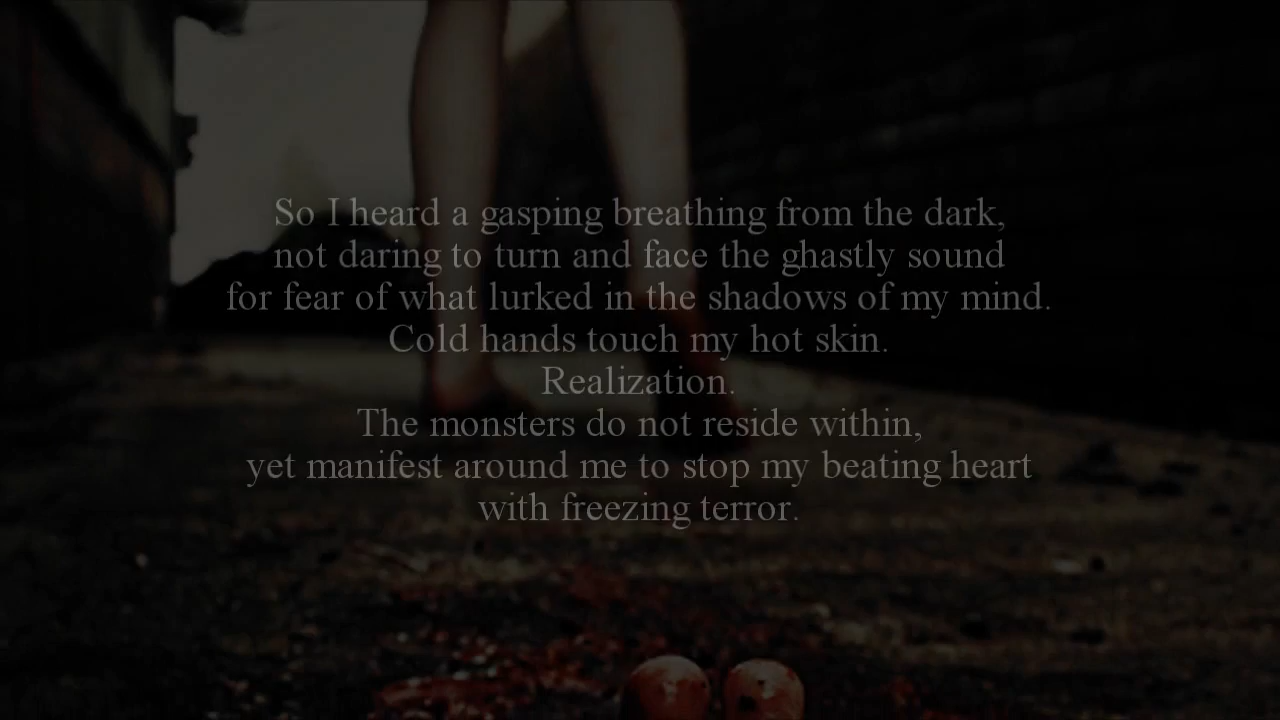 So I heard a gasping breathing from the dark,
not daring to turn and face the ghastly sound
for fear of what lurked in the shadows of my mind.
Cold hands touch my hot skin.
Realization.
The monsters do not reside within,
yet manifest around me to stop my beating heart
with freezing terror.